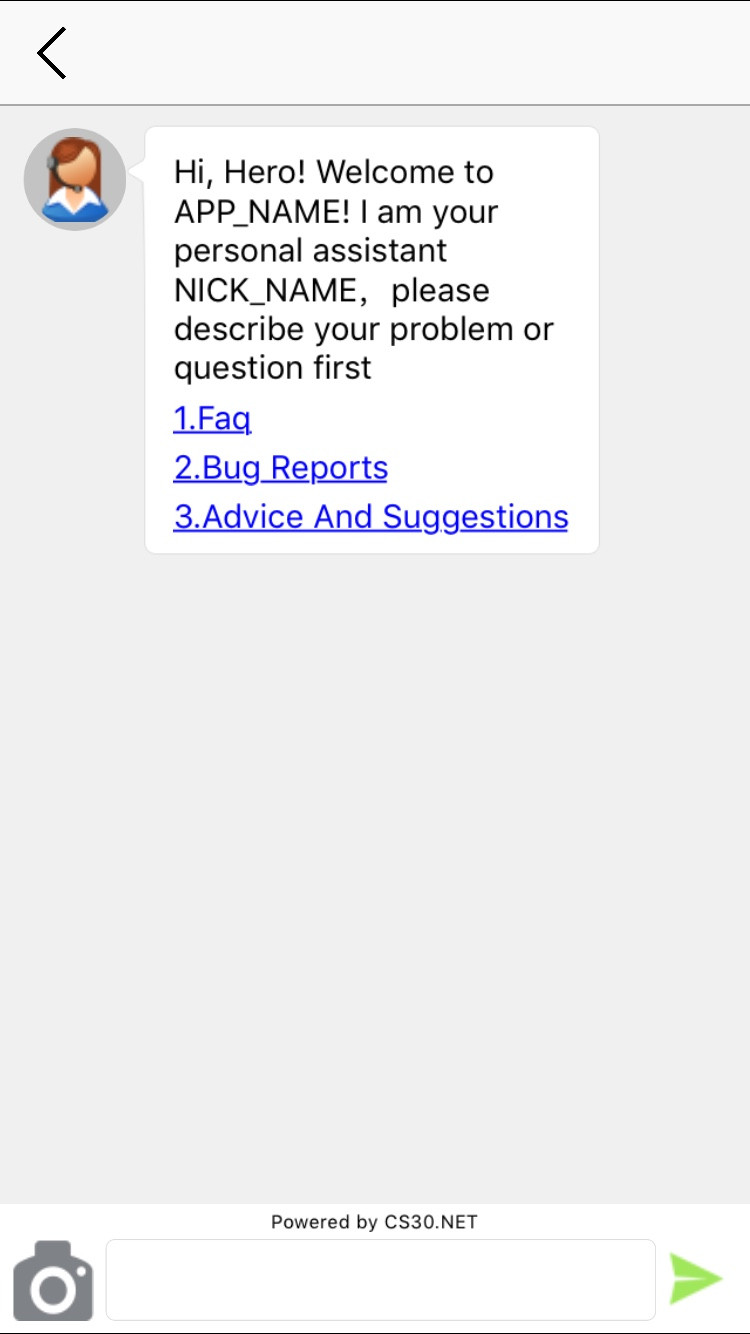 Hi, Hero! Welcome to
APP_NAME! I am your
personal assistant
NICK_NAME，please
describe your problem or
question first
1.Faq
2.Bug Reports
3.Advice And Suggestions
Powered by CS30.NET